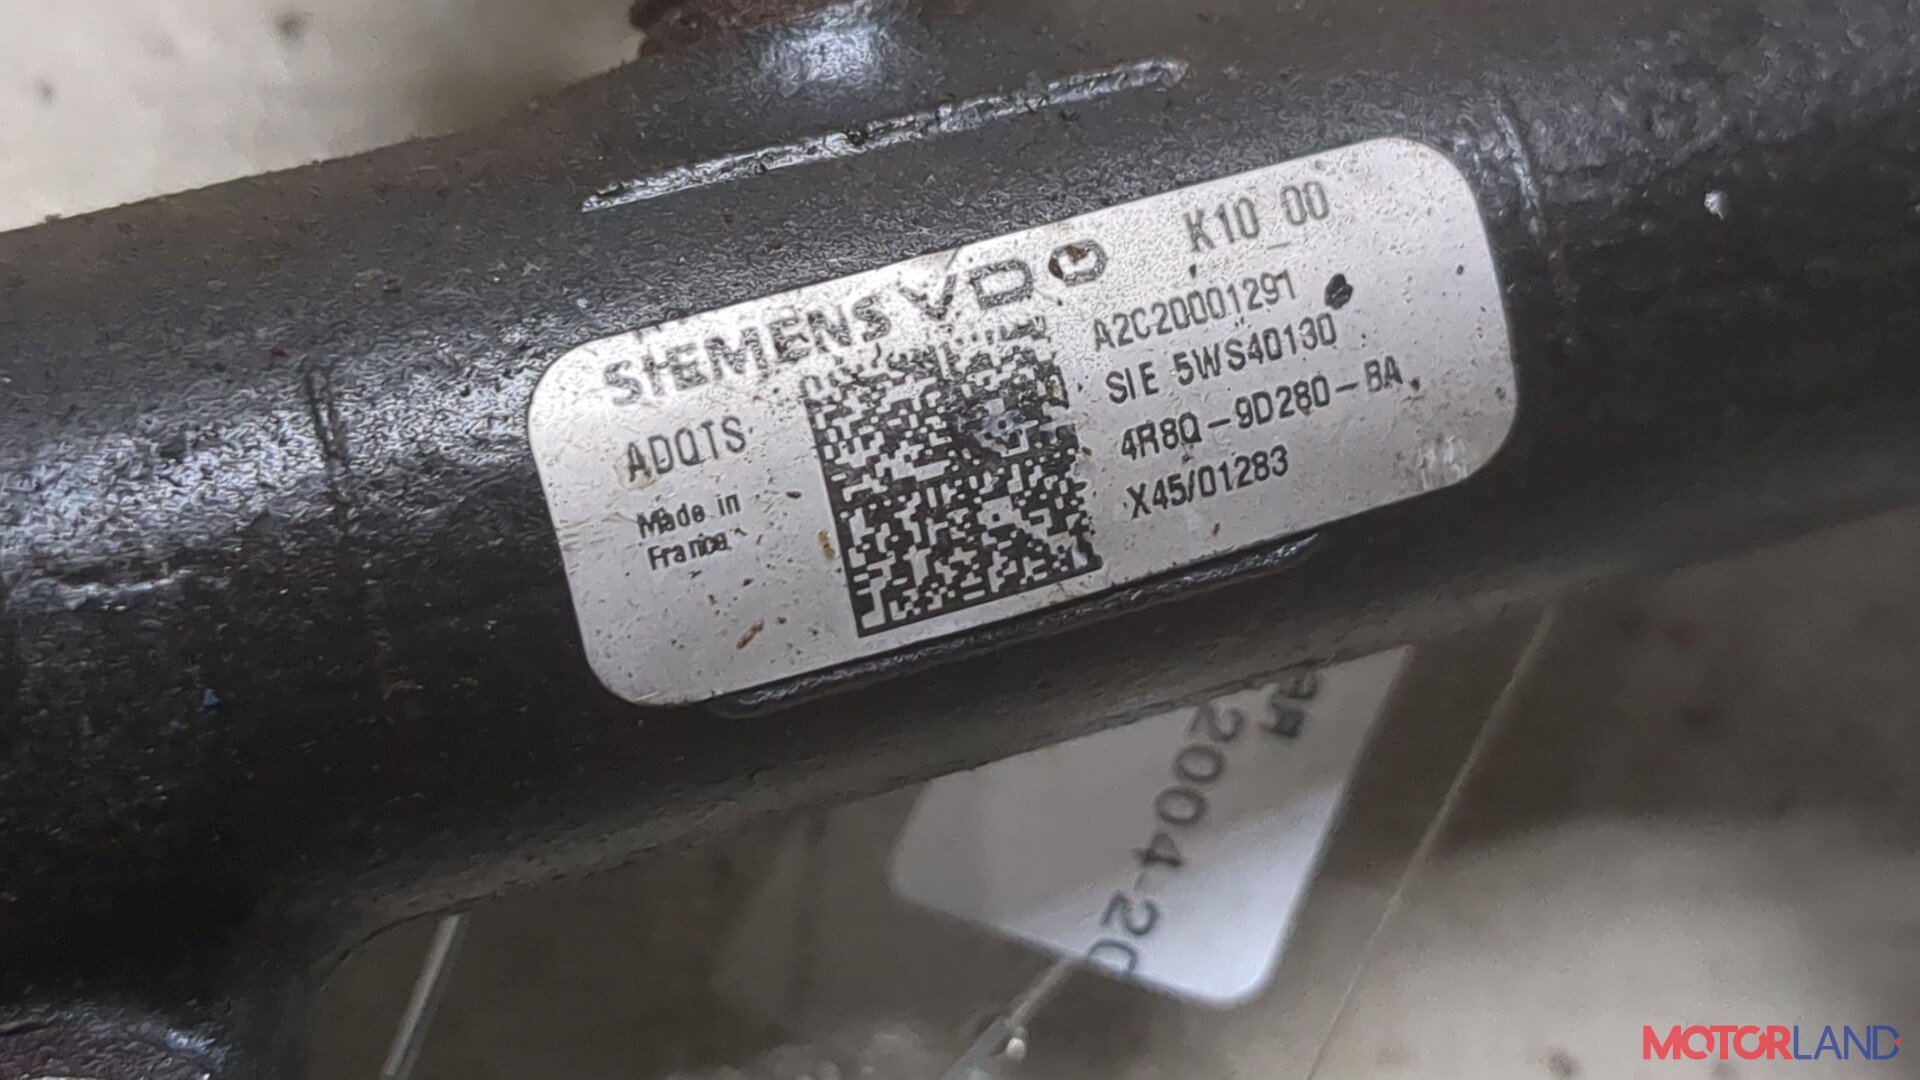 SIEMENS VDO K10 00
A2C20001291
SIE 5WS40130
4R8Q-9D280-BA
X45/01283
ADQTS
Made in
France
2004-20
MOTORLAND